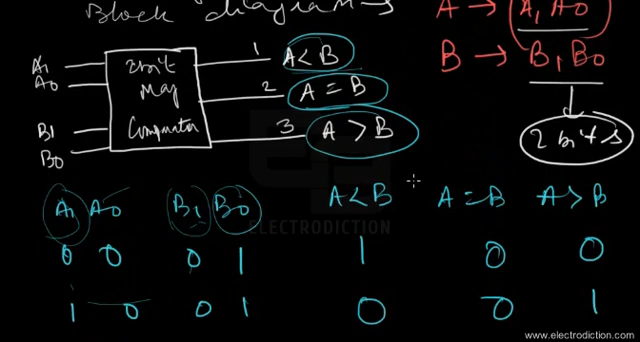 Block diagram →
A → A1 A0
B → B1 B0
2 bits
A1
A0
B1
B0
2 bit
Mag
Comparator
1 A < B
2 A = B
3 A > B
A1 A0 B1 B0 A < B A = B A > B
0 0 0 1 1 0 0
1 0 0 1 0 0 1
ELECTRODICTION
www.electrodiction.com